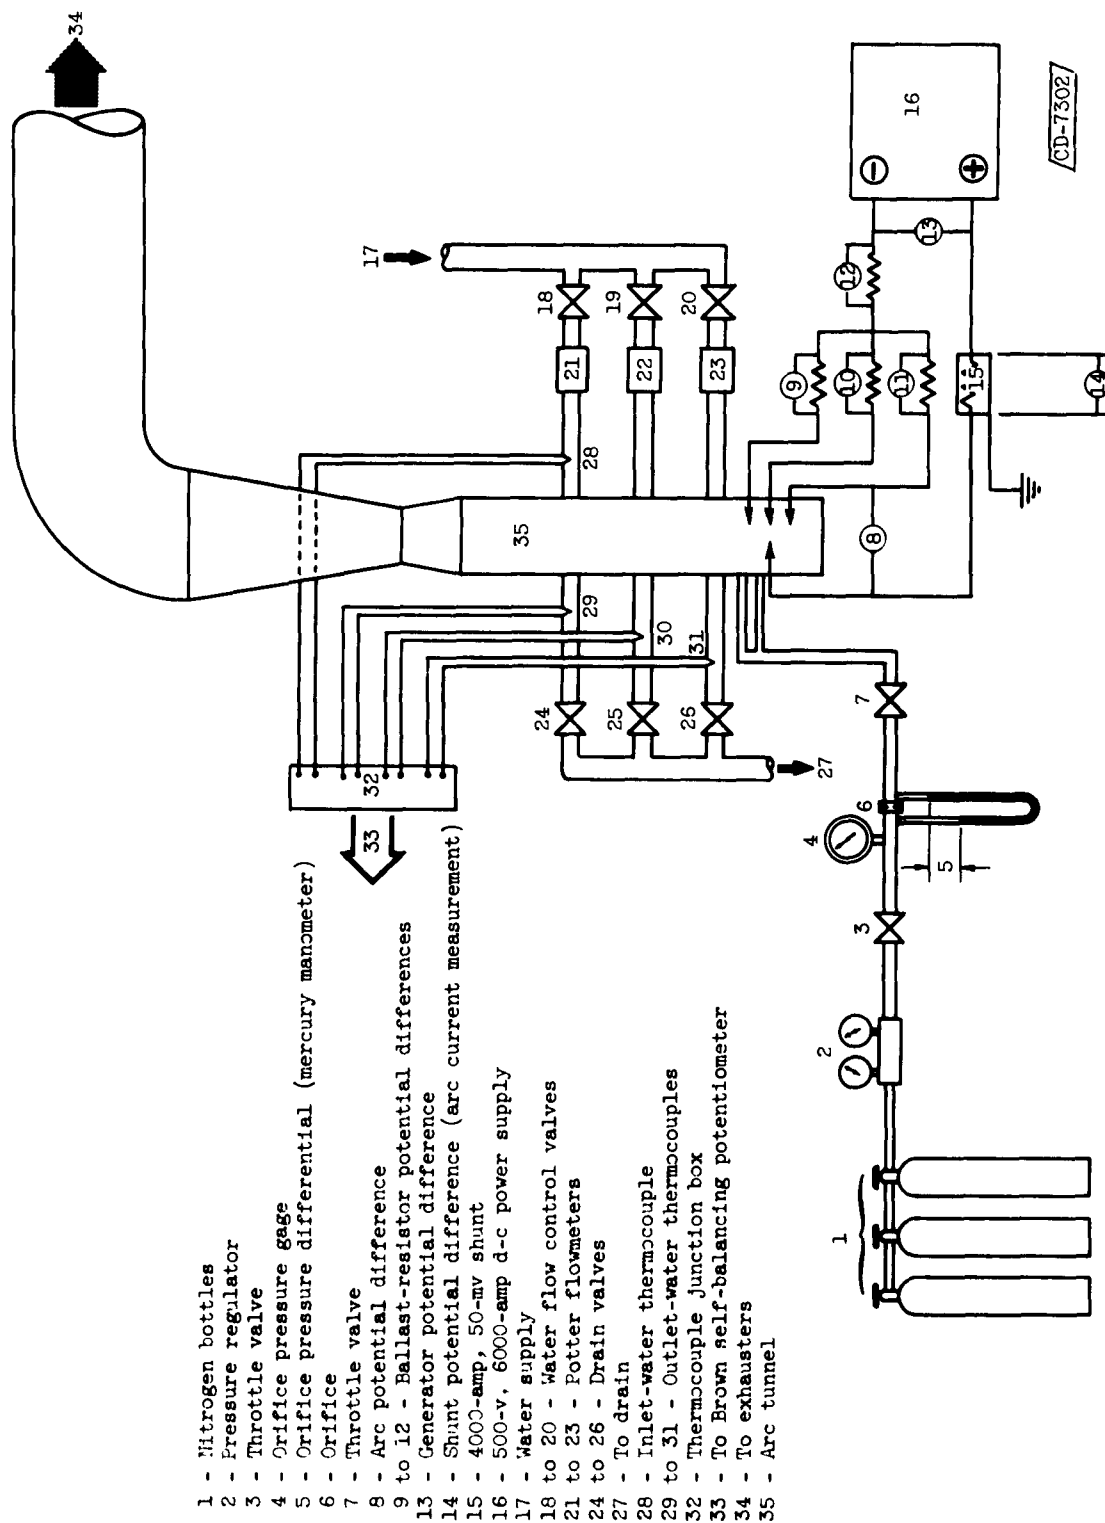 1 - Nitrogen bottles
2 - Pressure regulator
3 - Throttle valve
4 - Orifice pressure gage
5 - Orifice pressure differential (mercury manometer)
6 - Orifice
7 - Throttle valve
8 - Arc potential difference
9 to 12 - Ballast-resistor potential differences
13 - Generator potential difference
14 - Shunt potential difference (arc current measurement)
15 - 4000-amp, 50-mv shunt
16 - 500-v, 6000-amp d-c power supply
17 - Water supply
18 to 20 - Water flow control valves
21 to 23 - Potter flowmeters
24 to 26 - Drain valves
27 - To drain
28 - Inlet-water thermocouple
29 to 31 - Outlet-water thermocouples
32 - Thermocouple junction box
33 - To Brown self-balancing potentiometer
34 - To exhausters
35 - Arc tunnel
1
2
3
4
5
6
7
8
9
10
11
12
13
14
15
16
17
18
19
20
21
22
23
24
25
26
27
28
29
30
31
32
33
34
35
−
+
CD-7302